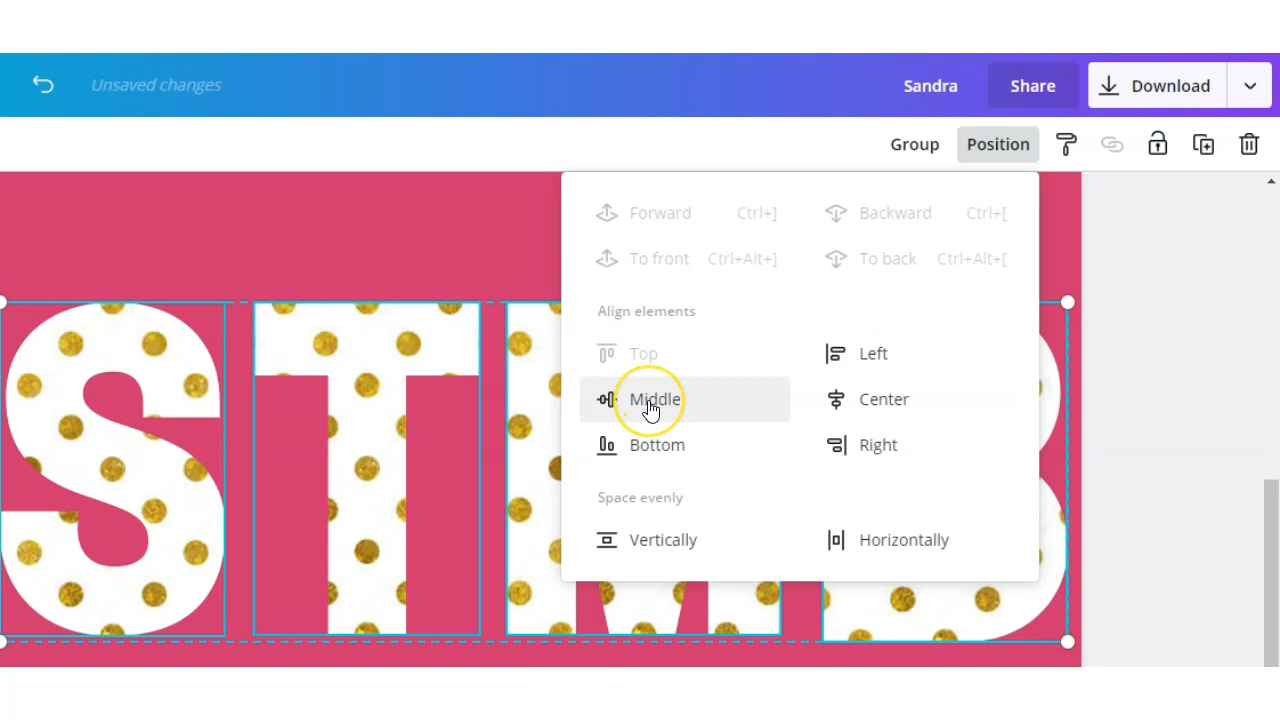 Unsaved changes Sandra Share Download
Group Position
Forward Ctrl+] Backward Ctrl+[
To front Ctrl+Alt+] To back Ctrl+Alt+[
Align elements
Top Left
Middle Center
Bottom Right
Space evenly
Vertically Horizontally
STM